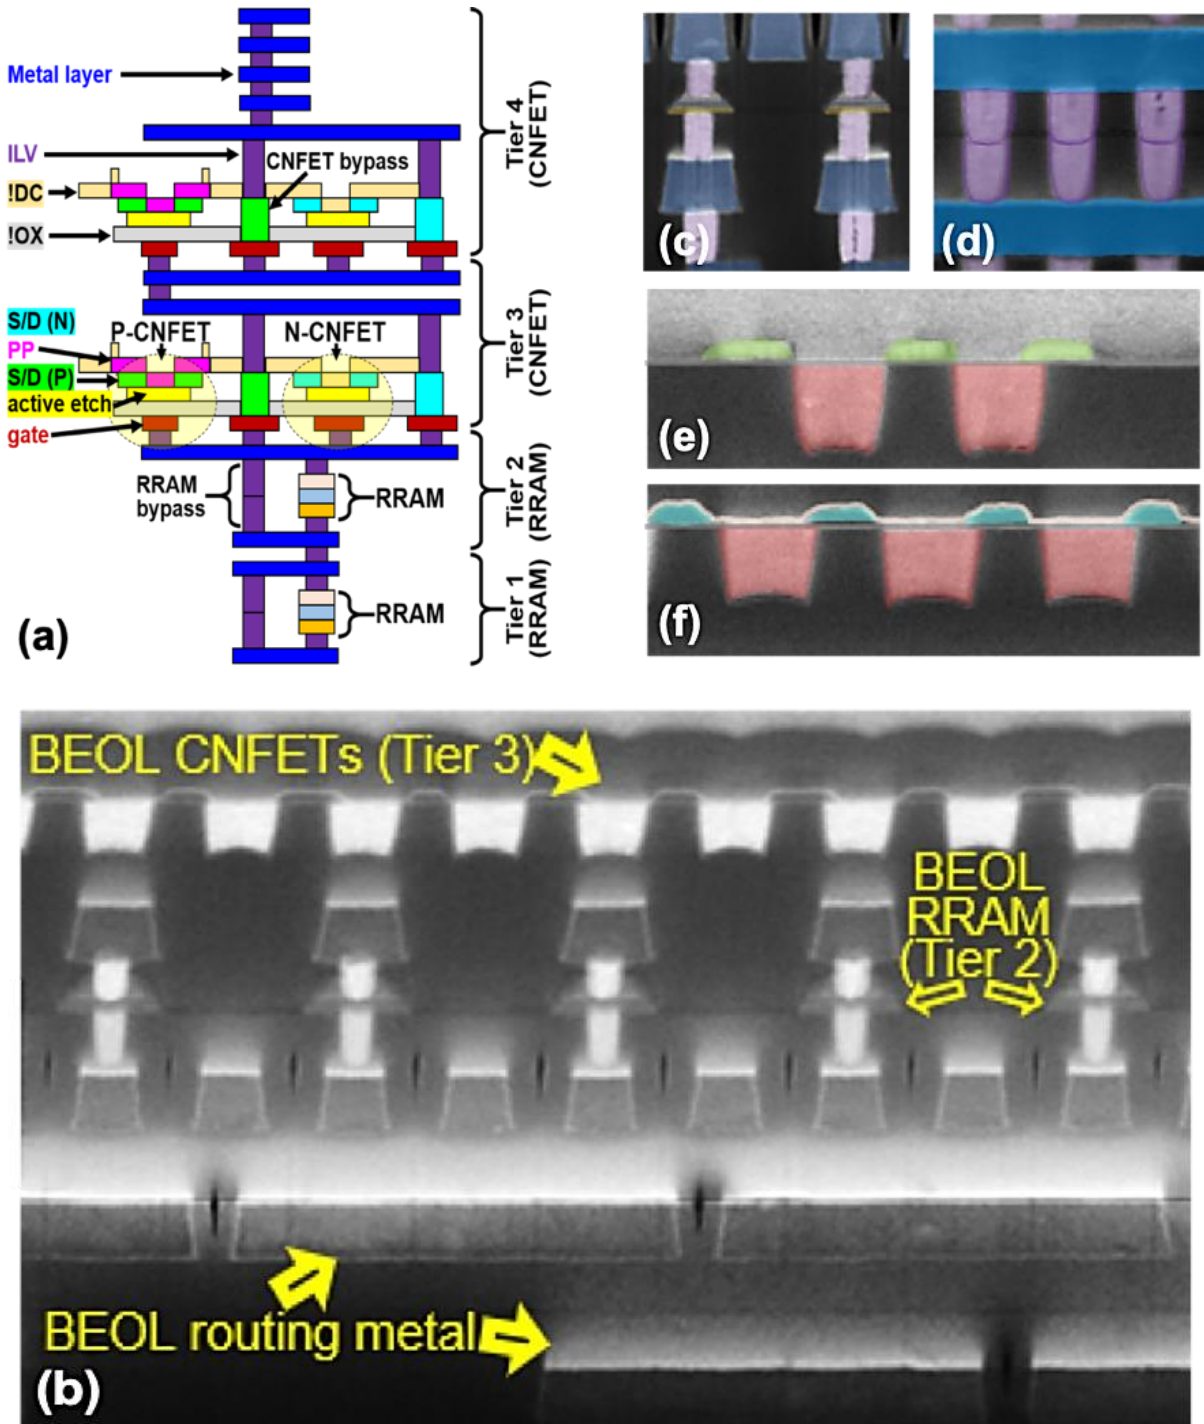 Metal layer
ILV
!DC
!OX
CNFET bypass
Tier 4
(CNFET)
S/D (N)
PP
S/D (P)
active etch
gate
P-CNFET
N-CNFET
Tier 3
(CNFET)
RRAM
bypass
RRAM
Tier 2
(RRAM)
RRAM
Tier 1
(RRAM)
(a)
(c)
(d)
(e)
(f)
BEOL CNFETs (Tier 3)
BEOL
RRAM
(Tier 2)
BEOL routing metal
(b)